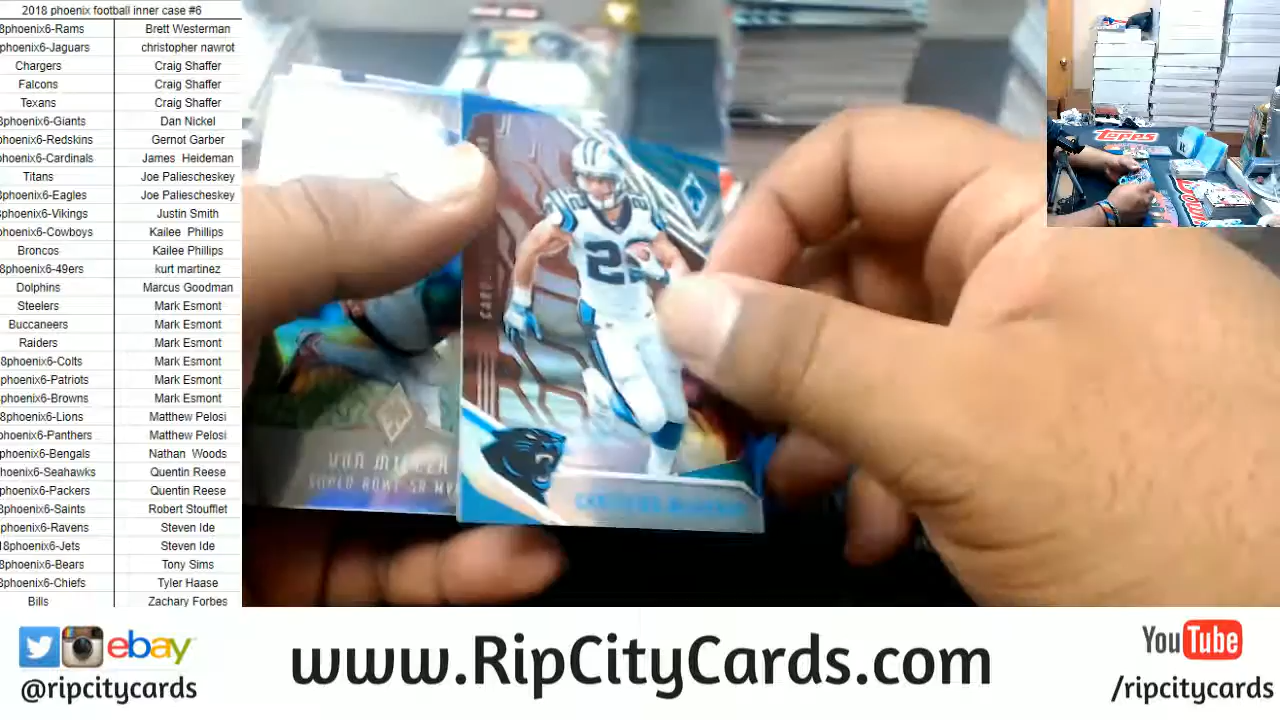 2018 phoenix football inner case #6
8phoenix6-Rams Brett Westerman
phoenix6-Jaguars christopher nawrot
Chargers Craig Shaffer
Falcons Craig Shaffer
Texans Craig Shaffer
8phoenix6-Giants Dan Nickel
phoenix6-Redskins Gernot Garber
phoenix6-Cardinals James Heideman
Titans Joe Paliescheskey
8phoenix6-Eagles Joe Paliescheskey
8phoenix6-Vikings Justin Smith
phoenix6-Cowboys Kailee Phillips
Broncos Kailee Phillips
8phoenix6-49ers kurt martinez
Dolphins Marcus Goodman
Steelers Mark Esmont
Buccaneers Mark Esmont
Raiders Mark Esmont
8phoenix6-Colts Mark Esmont
phoenix6-Patriots Mark Esmont
phoenix6-Browns Mark Esmont
8phoenix6-Lions Matthew Pelosi
phoenix6-Panthers Matthew Pelosi
phoenix6-Bengals Nathan Woods
hoenix6-Seahawks Quentin Reese
phoenix6-Packers Quentin Reese
8phoenix6-Saints Robert Stoufflet
phoenix6-Ravens Steven Ide
18phoenix6-Jets Steven Ide
8phoenix6-Bears Tony Sims
8phoenix6-Chiefs Tyler Haase
Bills Zachary Forbes
22
VON MILLER
SUPER BOWL 50 MV
Topps
ebay
@ripcitycards
www.RipCityCards.com
YouTube
/ripcitycards